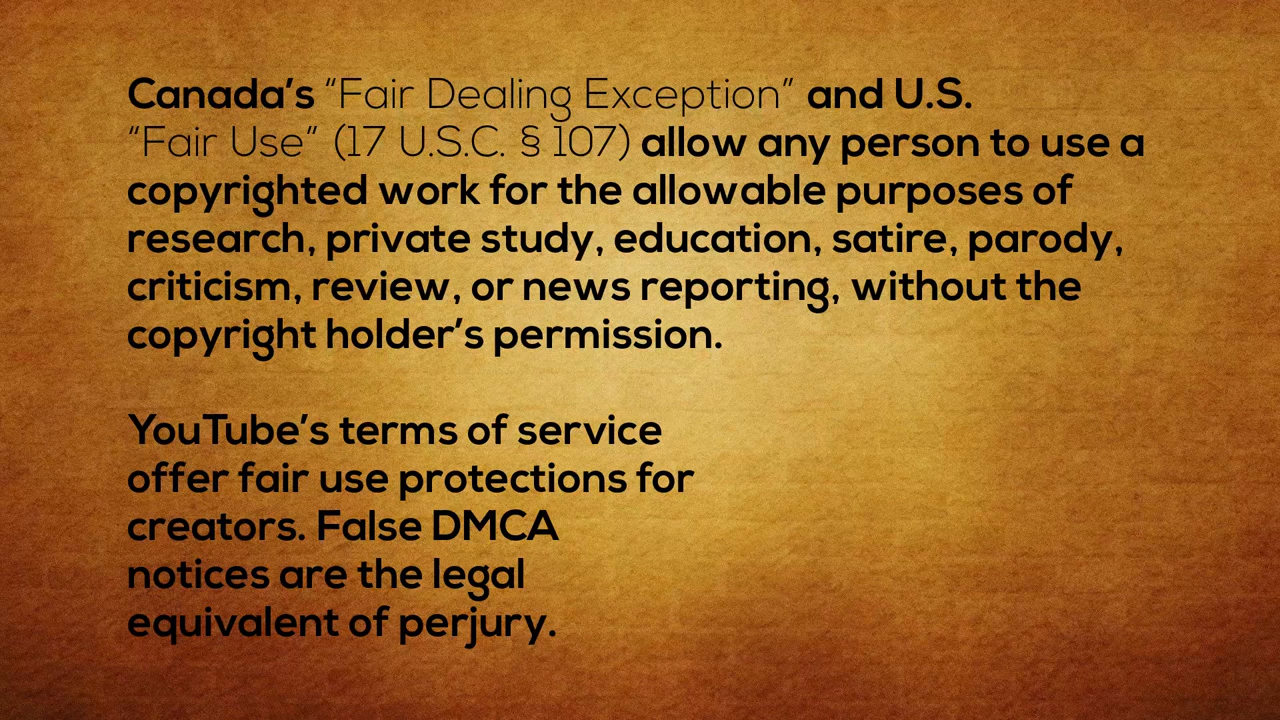 Canada’s “Fair Dealing Exception” and U.S.
“Fair Use” (17 U.S.C. § 107) allow any person to use a
copyrighted work for the allowable purposes of
research, private study, education, satire, parody,
criticism, review, or news reporting, without the
copyright holder’s permission.
YouTube’s terms of service
offer fair use protections for
creators. False DMCA
notices are the legal
equivalent of perjury.